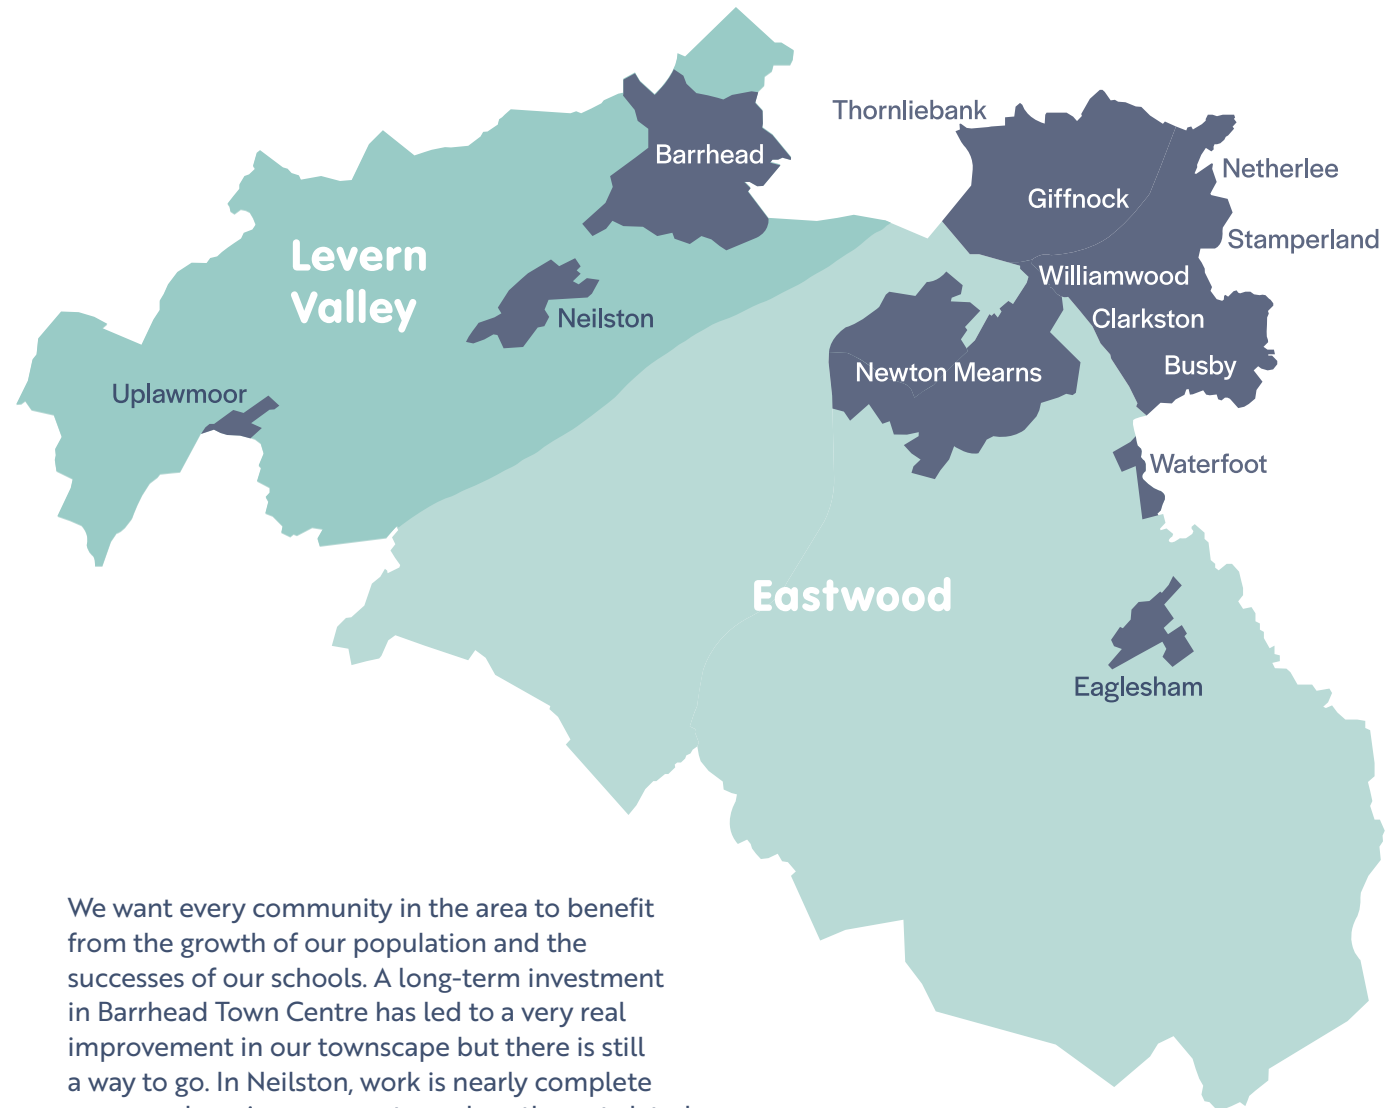 Thornliebank
Barrhead
Netherlee
Giffnock
Stamperland
Levern
Valley
Williamwood
Neilston
Clarkston
Busby
Newton Mearns
Uplawmoor
Waterfoot
Eastwood
Eaglesham
We want every community in the area to benefit
from the growth of our population and the
successes of our schools. A long-term investment
in Barrhead Town Centre has led to a very real
improvement in our townscape but there is still
a way to go. In Neilston, work is nearly complete